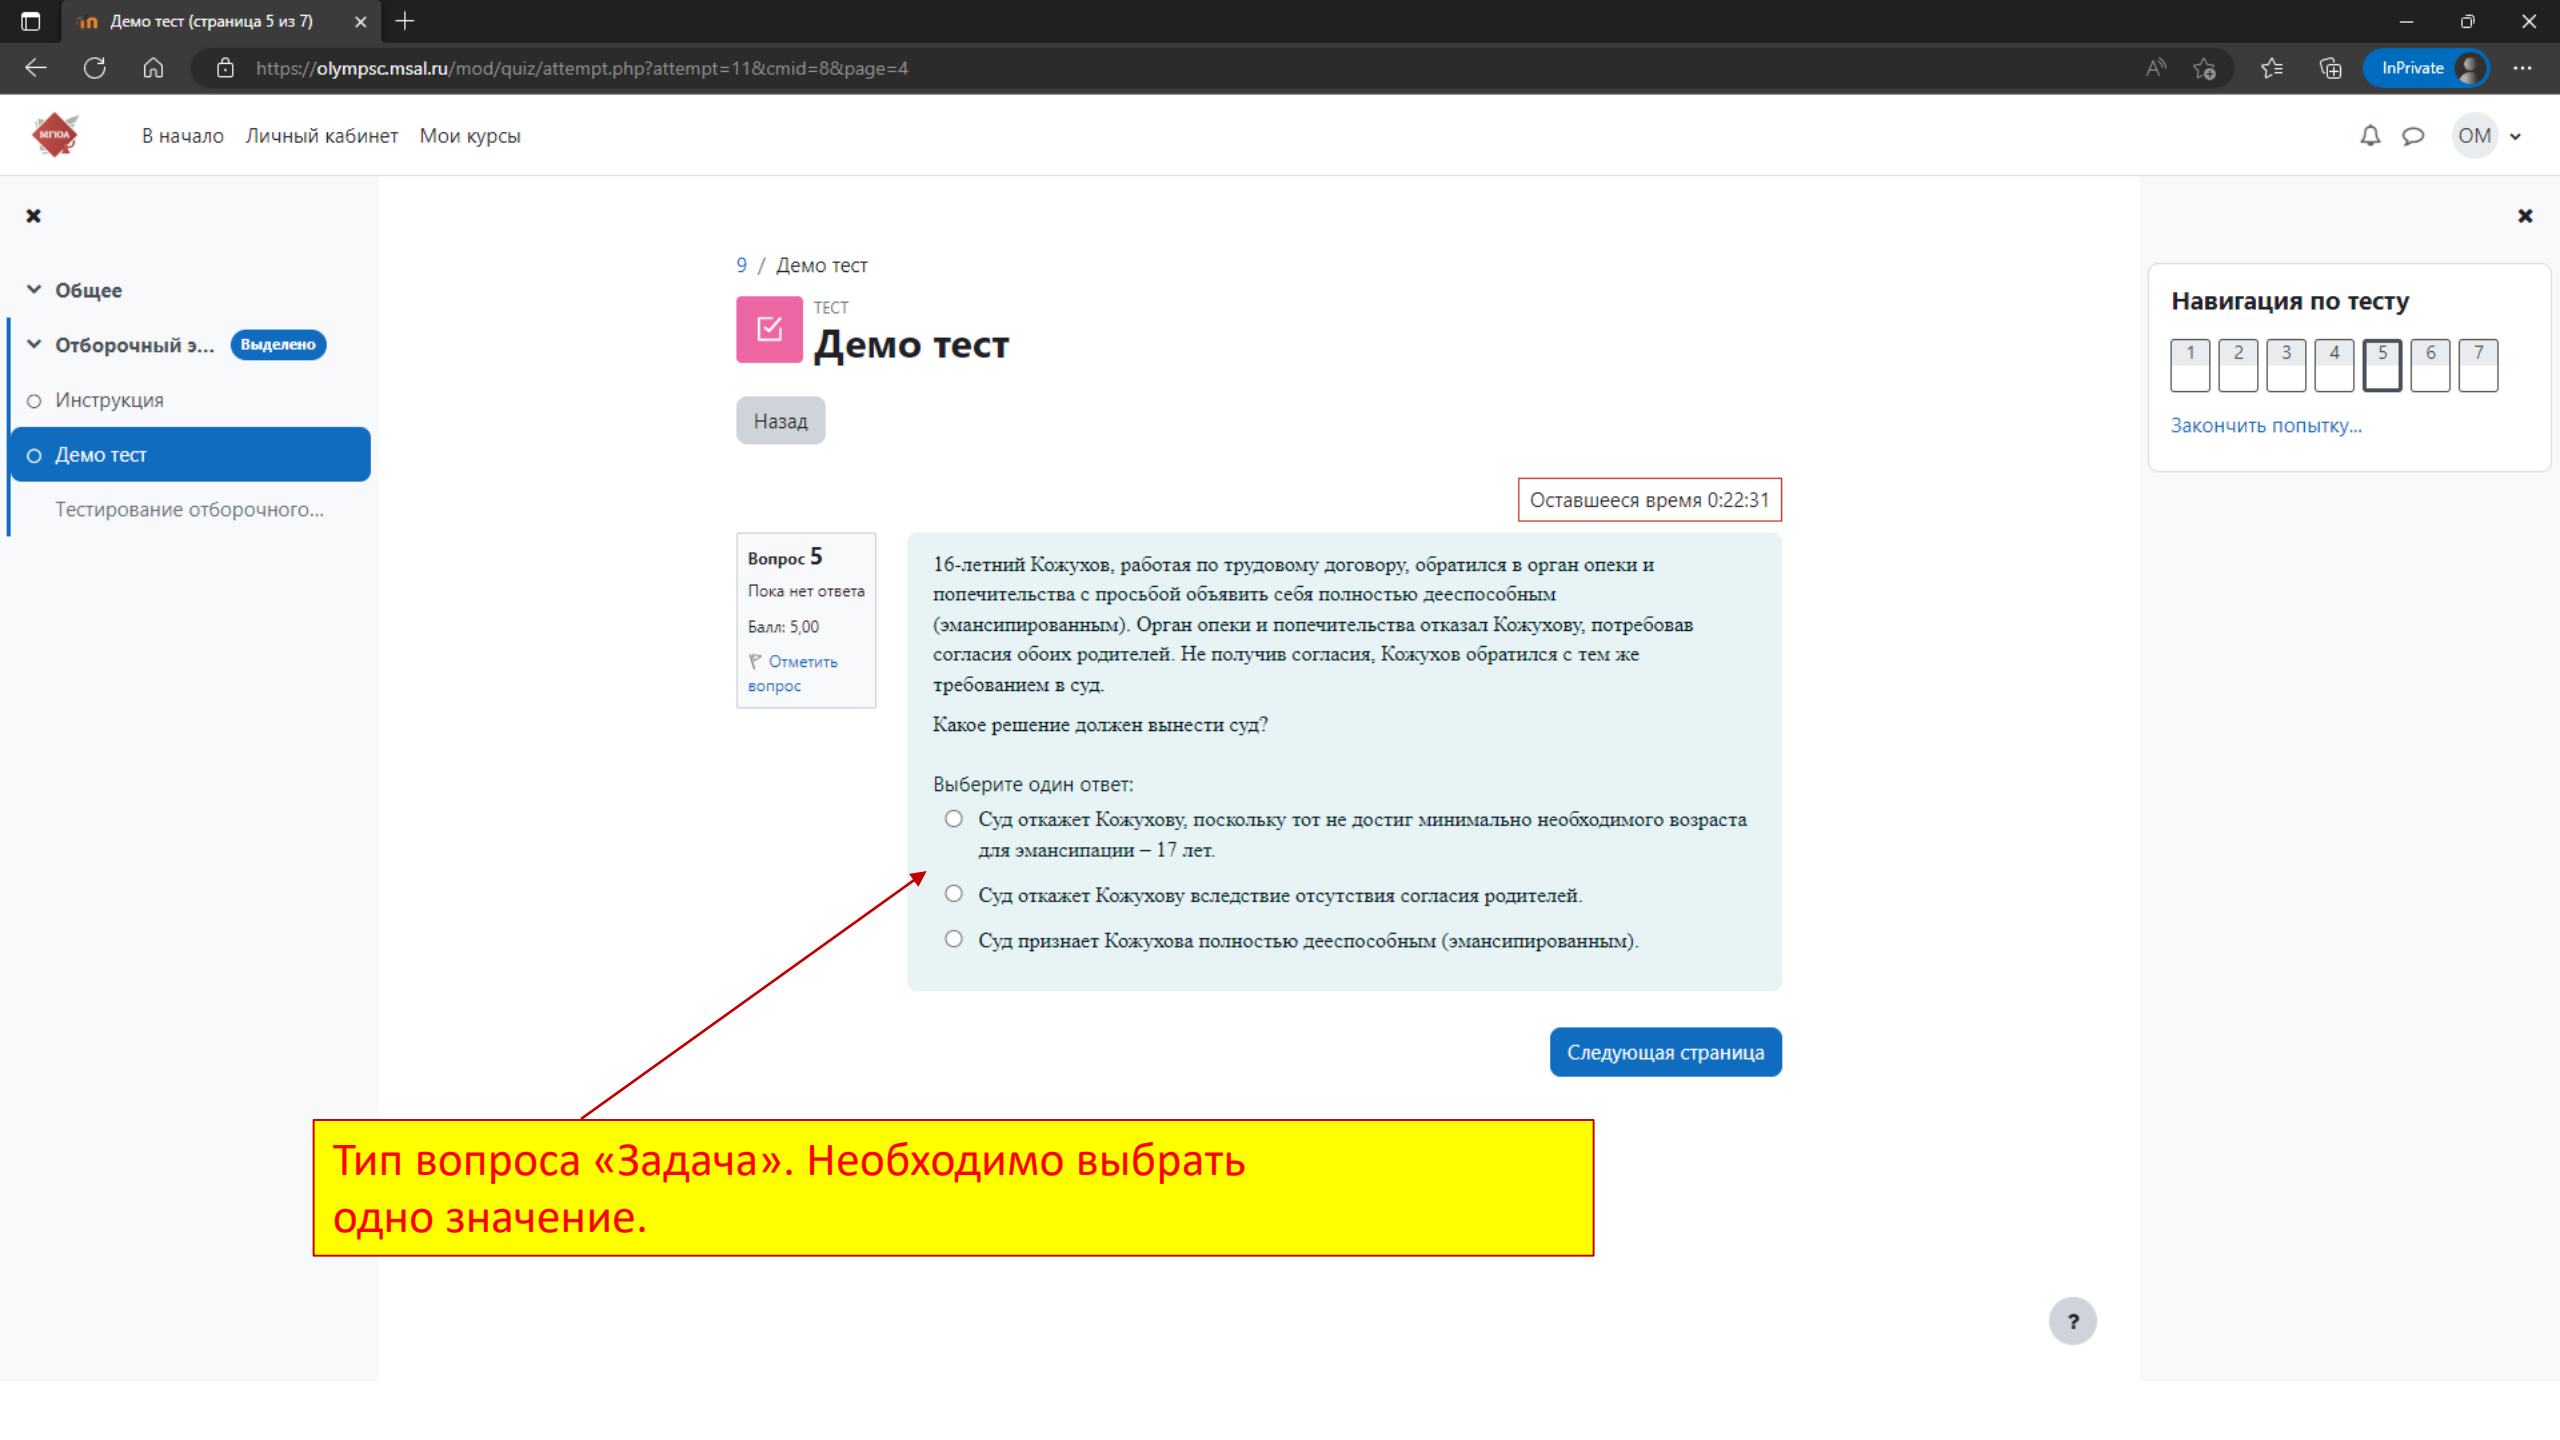 Демо тест (страница 5 из 7)
https://olympsc.msal.ru/mod/quiz/attempt.php?attempt=11&cmid=8&page=4
InPrivate
МГЮА
В начало Личный кабинет Мои курсы
ОМ
Общее
Отборочный э... Выделено
Инструкция
Демо тест
Тестирование отборочного...
9 / Демо тест
ТЕСТ
Демо тест
Назад
Оставшееся время 0:22:31
Вопрос 5
Пока нет ответа
Балл: 5,00
Отметить
вопрос
16-летний Кожухов, работая по трудовому договору, обратился в орган опеки и
попечительства с просьбой объявить себя полностью дееспособным
(эмансипированным). Орган опеки и попечительства отказал Кожухову, потребовав
согласия обоих родителей. Не получив согласия, Кожухов обратился с тем же
требованием в суд.
Какое решение должен вынести суд?
Выберите один ответ:
Суд откажет Кожухову, поскольку тот не достиг минимально необходимого возраста
для эмансипации – 17 лет.
Суд откажет Кожухову вследствие отсутствия согласия родителей.
Суд признает Кожухова полностью дееспособным (эмансипированным).
Следующая страница
Навигация по тесту
1 2 3 4 5 6 7
Закончить попытку...
Тип вопроса «Задача». Необходимо выбрать
одно значение.
?